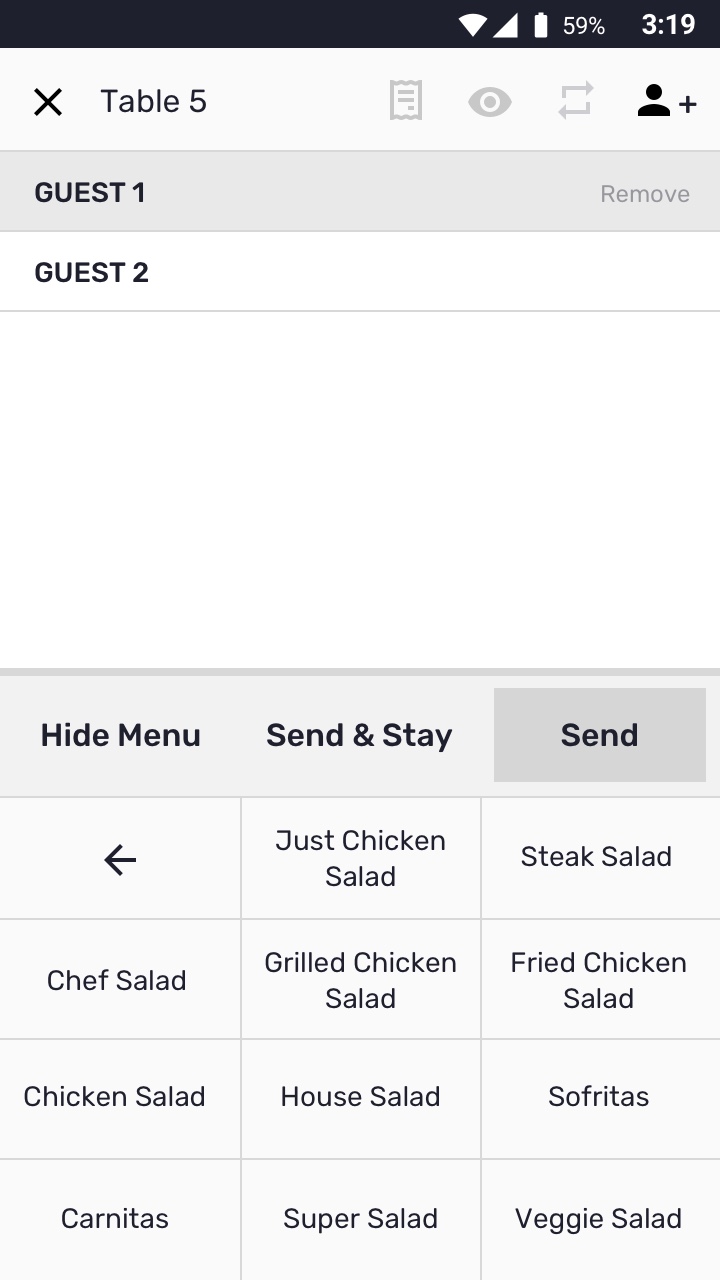 59% 3:19
Table 5
GUEST 1 Remove
GUEST 2
Hide Menu Send & Stay Send
Just Chicken
Salad
Steak Salad
Chef Salad
Grilled Chicken
Salad
Fried Chicken
Salad
Chicken Salad House Salad Sofritas
Carnitas Super Salad Veggie Salad